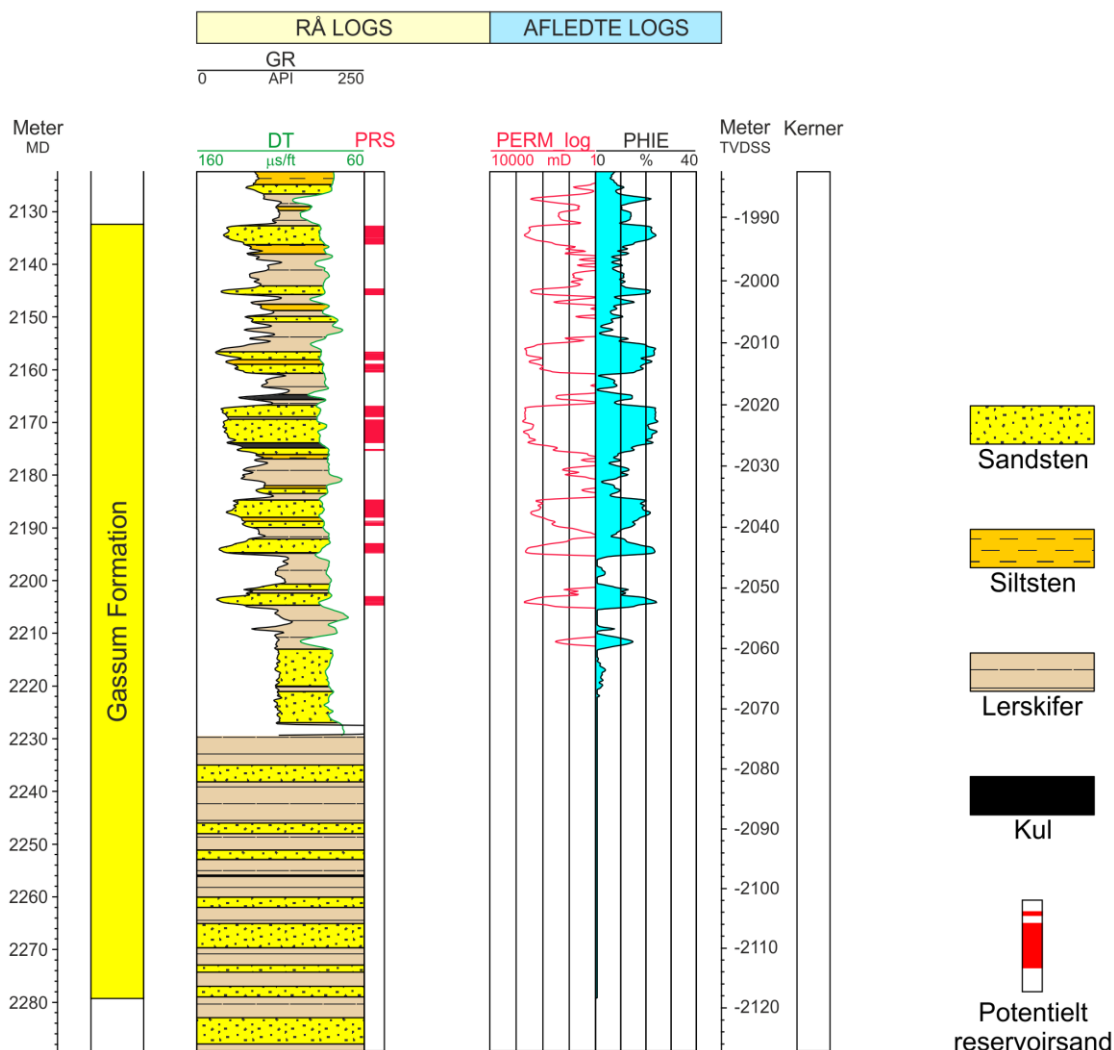 RÅ LOGS
AFLEDTE LOGS
GR
0 API 250
Meter
MD
DT
160 µs/ft 60
PRS
PERM_log
10000 mD 1
PHIE
0 % 40
Meter
TVDSS
Kerner
2130
2140
2150
2160
2170
2180
2190
2200
2210
2220
2230
2240
2250
2260
2270
2280
Gassum Formation
-1990
-2000
-2010
-2020
-2030
-2040
-2050
-2060
-2070
-2080
-2090
-2100
-2110
-2120
Sandsten
Siltsten
Lerskifer
Kul
Potentielt
reservoirsand